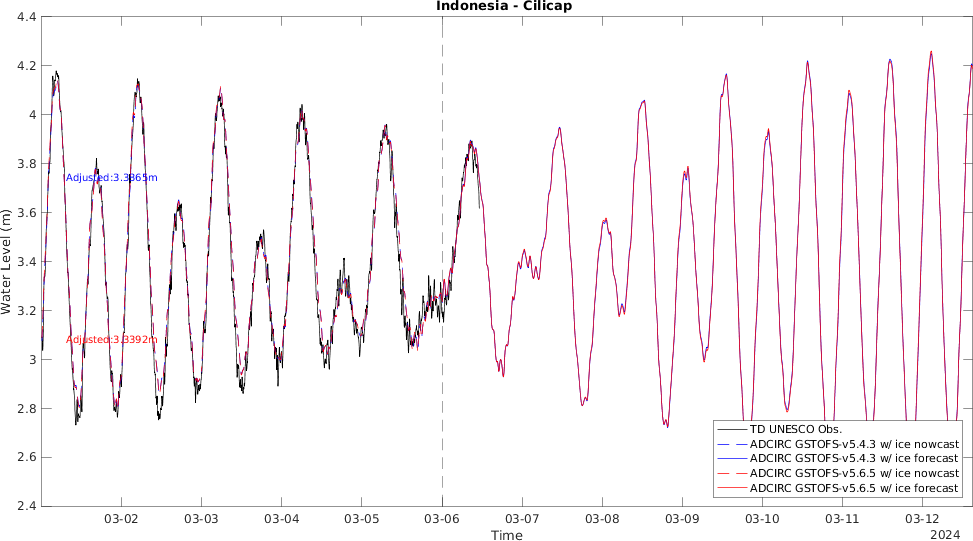 Indonesia - Cilicap
4.4
4.2
4
3.8
3.6
3.4
3.2
3
2.8
2.6
2.4
Water Level (m)
Adjusted:3.3365m
Adjusted:3.3392m
TD UNESCO Obs.
ADCIRC GSTOFS-v5.4.3 w/ ice nowcast
ADCIRC GSTOFS-v5.4.3 w/ ice forecast
ADCIRC GSTOFS-v5.6.5 w/ ice nowcast
ADCIRC GSTOFS-v5.6.5 w/ ice forecast
03-02 03-03 03-04 03-05 03-06 03-07 03-08 03-09 03-10 03-11 03-12
Time 2024